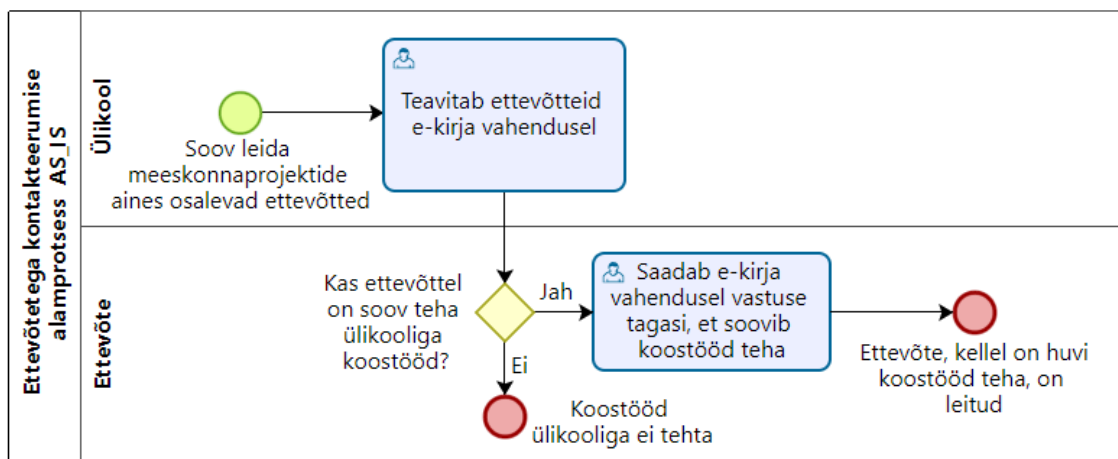 Ettevõtetega kontakteerumise
alamprotsess AS_IS
Ülikool
Soov leida
meeskonnaprojektide
aines osalevad ettevõtted
Teavitab ettevõtteid
e-kirja vahendusel
Ettevõte
Kas ettevõttel
on soov teha
ülikooliga
koostööd?
Jah
Ei
Saadab e-kirja
vahendusel vastuse
tagasi, et soovib
koostööd teha
Ettevõte, kellel on huvi
koostööd teha, on
leitud
Koostööd
ülikooliga ei tehta